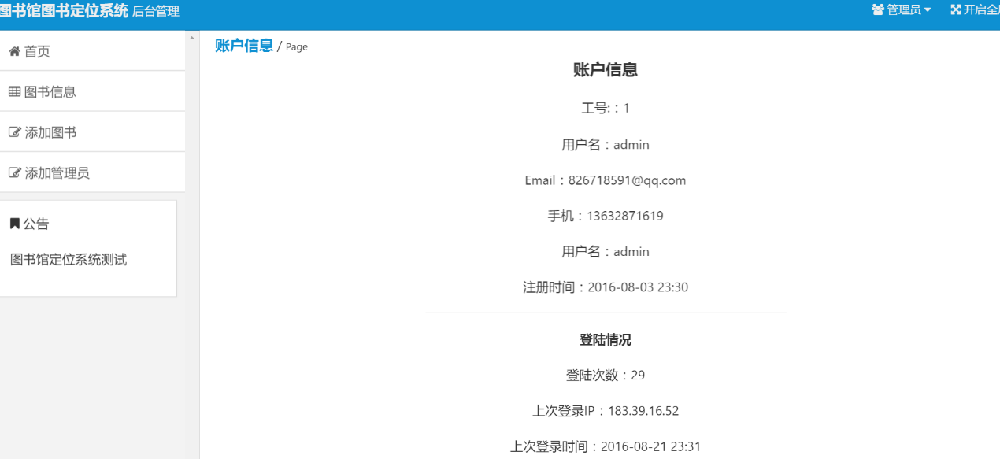 图书馆图书定位系统 后台管理
管理员
开启全
首页
图书信息
添加图书
添加管理员
公告
图书馆定位系统测试
账户信息 / Page
账户信息
工号:：1
用户名：admin
Email：826718591@qq.com
手机：13632871619
用户名：admin
注册时间：2016-08-03 23:30
登陆情况
登陆次数：29
上次登录IP：183.39.16.52
上次登录时间：2016-08-21 23:31